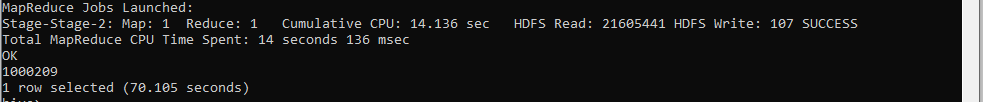 MapReduce Jobs Launched:
Stage-Stage-2: Map: 1  Reduce: 1   Cumulative CPU: 14.136 sec   HDFS Read: 21605441 HDFS Write: 107 SUCCESS
Total MapReduce CPU Time Spent: 14 seconds 136 msec
OK
1000209
1 row selected (70.105 seconds)